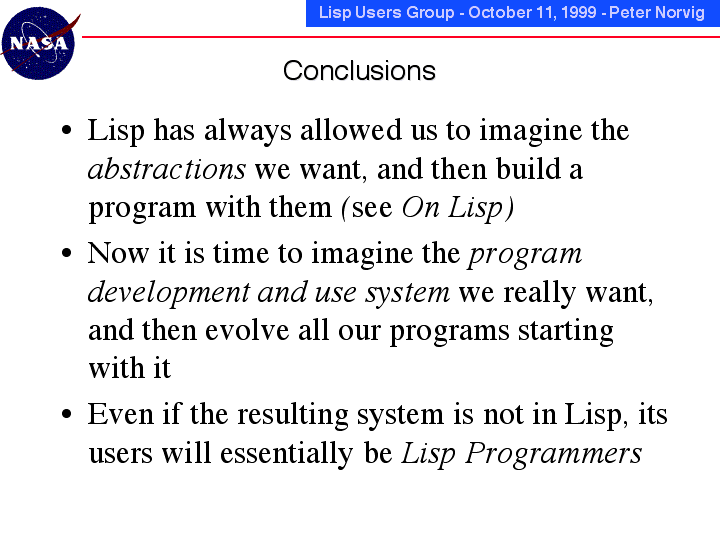 Lisp Users Group - October 11, 1999 - Peter Norvig
NASA
Conclusions
• Lisp has always allowed us to imagine the
abstractions we want, and then build a
program with them (see On Lisp)
• Now it is time to imagine the program
development and use system we really want,
and then evolve all our programs starting
with it
• Even if the resulting system is not in Lisp, its
users will essentially be Lisp Programmers